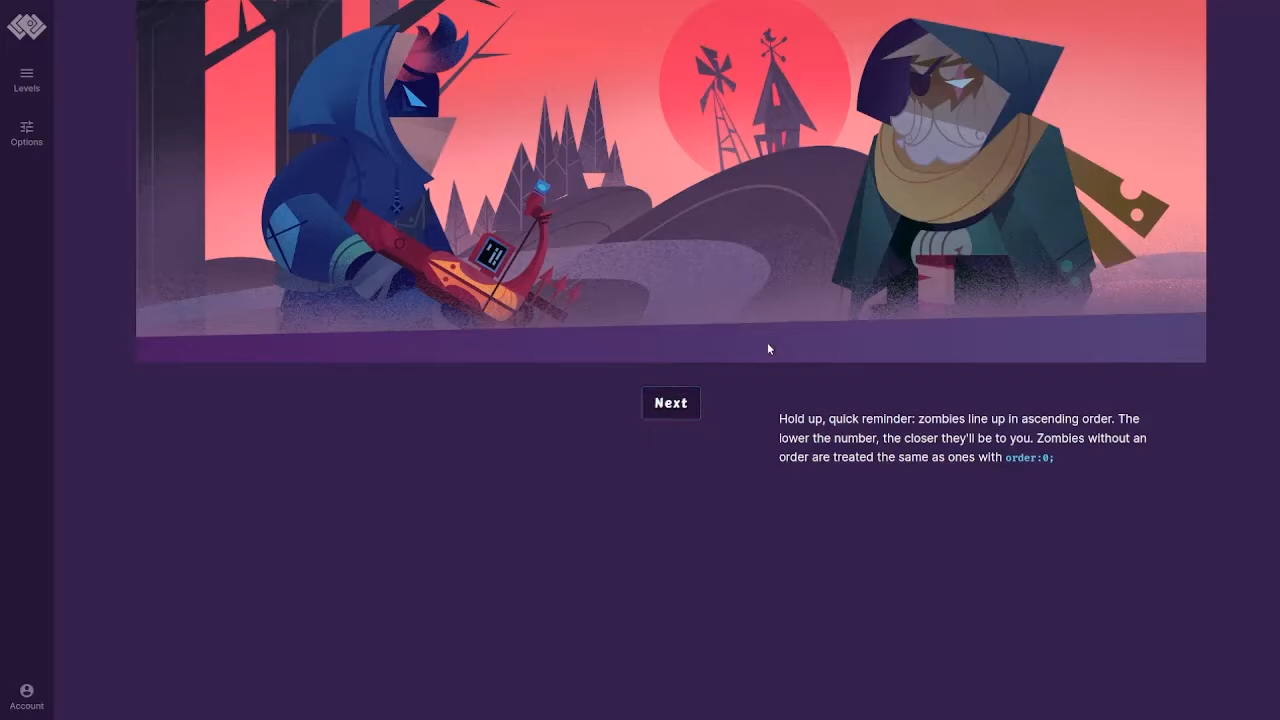 Levels
Options
Next
Hold up, quick reminder: zombies line up in ascending order. The
lower the number, the closer they'll be to you. Zombies without an
order are treated the same as ones with order:0;
Account